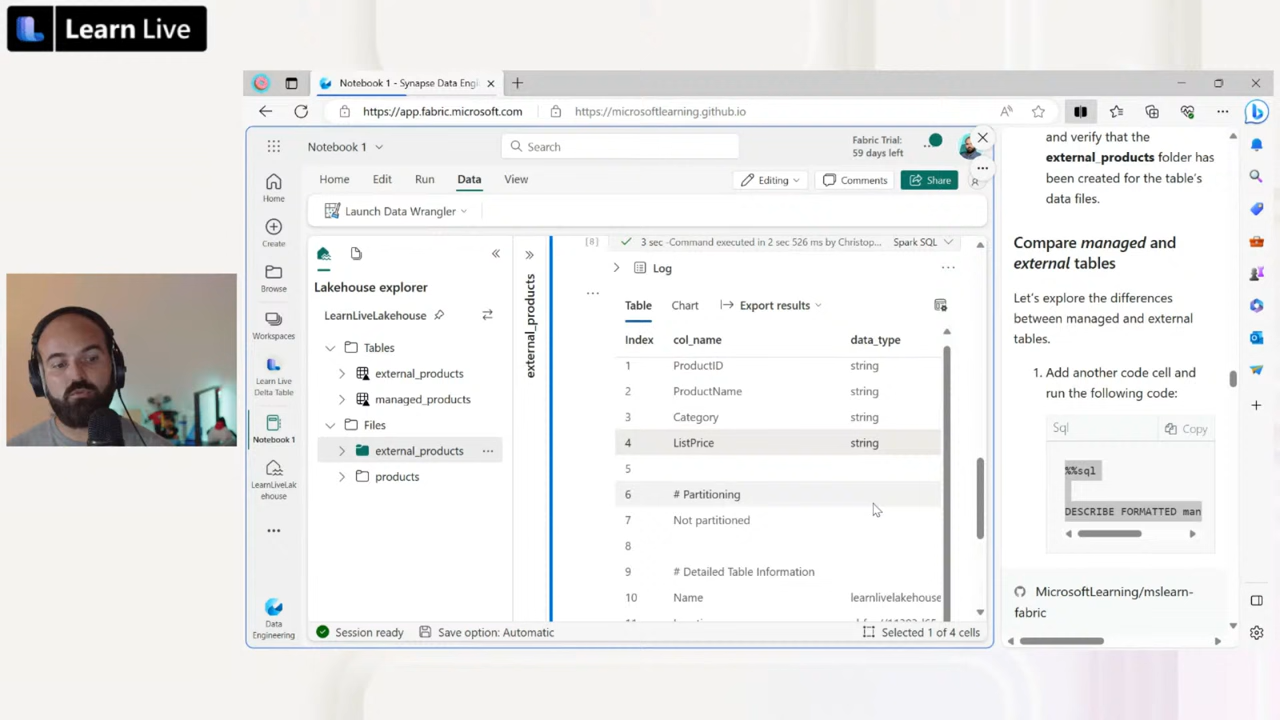 Learn Live
Notebook 1 - Synapse Data Engi
https://app.fabric.microsoft.com
https://microsoftlearning.github.io
Notebook 1
Search
Fabric Trial:
59 days left
Home
Edit
Run
Data
View
Editing
Comments
Share
Launch Data Wrangler
Home
Create
Browse
Workspaces
Learn Live
Delta Table
Notebook 1
LearnLiveLak
ehouse
Data
Engineering
Lakehouse explorer
LearnLiveLakehouse
Tables
external_products
managed_products
Files
external_products
products
external_products
[8]
3 sec -Command executed in 2 sec 526 ms by Christop...
Spark SQL
Log
Table
Chart
Export results
Index col_name data_type
1 ProductID string
2 ProductName string
3 Category string
4 ListPrice string
5
6 # Partitioning
7 Not partitioned
8
9 # Detailed Table Information
10 Name learnlivelakehouse
Session ready
Save option: Automatic
Selected 1 of 4 cells
and verify that the
external_products folder has
been created for the table's
data files.
Compare managed and
external tables
Let's explore the differences
between managed and external
tables.
1. Add another code cell and
run the following code:
Sql
Copy
%%sql
DESCRIBE FORMATTED man
MicrosoftLearning/mslearn-
fabric